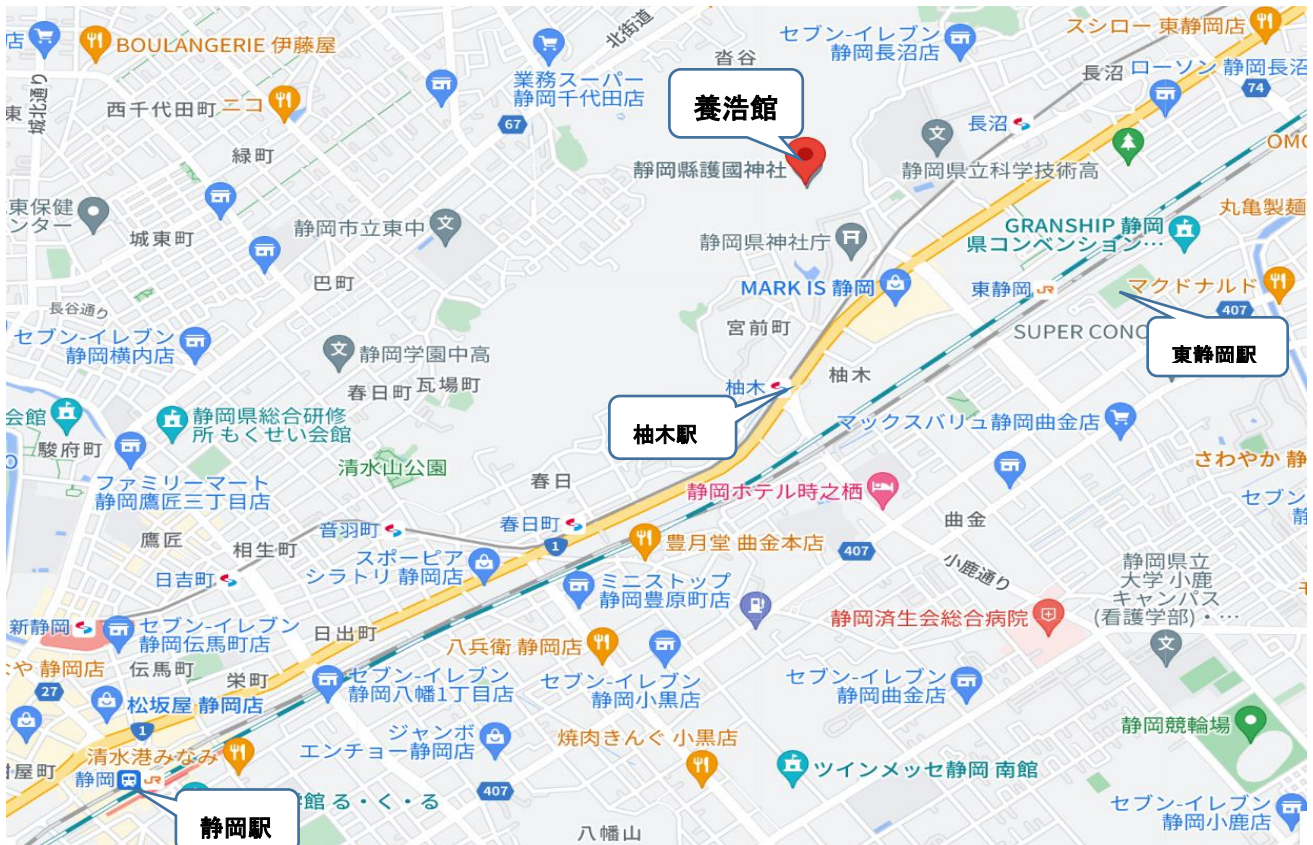 店
BOULANGERIE 伊藤屋
北街道
セブン-イレブン
静岡長沼店
スシロー 東静岡店
東
城北通り
西千代田町
ニコ
業務スーパー
静岡千代田店
沓谷
長沼
ローソン 静岡長沼
74
67
養浩館
長沼
緑町
靜岡縣護國神社
静岡県立科学技術高
OMO
東保健
ンター
城東町
静岡市立東中
静岡県神社庁
GRANSHIP 静岡
県コンベンション…
丸亀製麺
巴町
MARK IS 静岡
東静岡
JR
マクドナルド
407
長谷通り
セブン-イレブン
静岡横内店
静岡学園中高
宮前町
SUPER CONC
東静岡駅
春日町
瓦場町
柚木
柚木
会館
静岡県総合研修
所 もくせい会館
柚木駅
マックスバリュ静岡曲金店
駿府町
清水山公園
さわやか 静
ファミリーマート
静岡鷹匠三丁目店
春日
静岡ホテル時之栖
セブン
静
鷹匠
相生町
音羽町
春日町
1
豊月堂 曲金本店
407
曲金
小鹿通り
日吉町
スポーピア
シラトリ 静岡店
ミニストップ
静岡豊原町店
静岡県立
大学 小鹿
キャンパス
(看護学部)・…
新静岡
セブン-イレブン
静岡伝馬町店
日出町
八兵衛 静岡店
静岡済生会総合病院
なや 静岡店
伝馬町
栄町
セブン-イレブン
静岡八幡1丁目店
セブン-イレブン
静岡小黒店
セブン-イレブン
静岡曲金店
27
松坂屋 静岡店
1
ジャンボ
エンチョー静岡店
焼肉きんぐ 小黒店
静岡競輪場
清水港みなみ
屋町
静岡
JR
407
ツインメッセ静岡 南館
館 る・く・る
静岡駅
八幡山
セブン-イレブン
静岡小鹿店